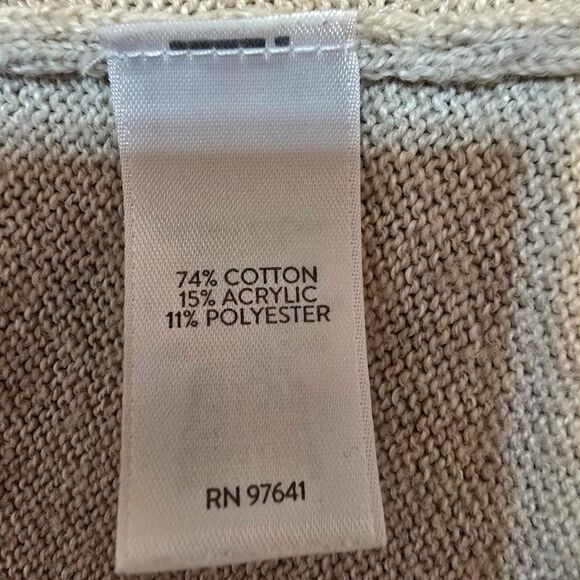 74% COTTON
15% ACRYLIC
11% POLYESTER
RN 97641